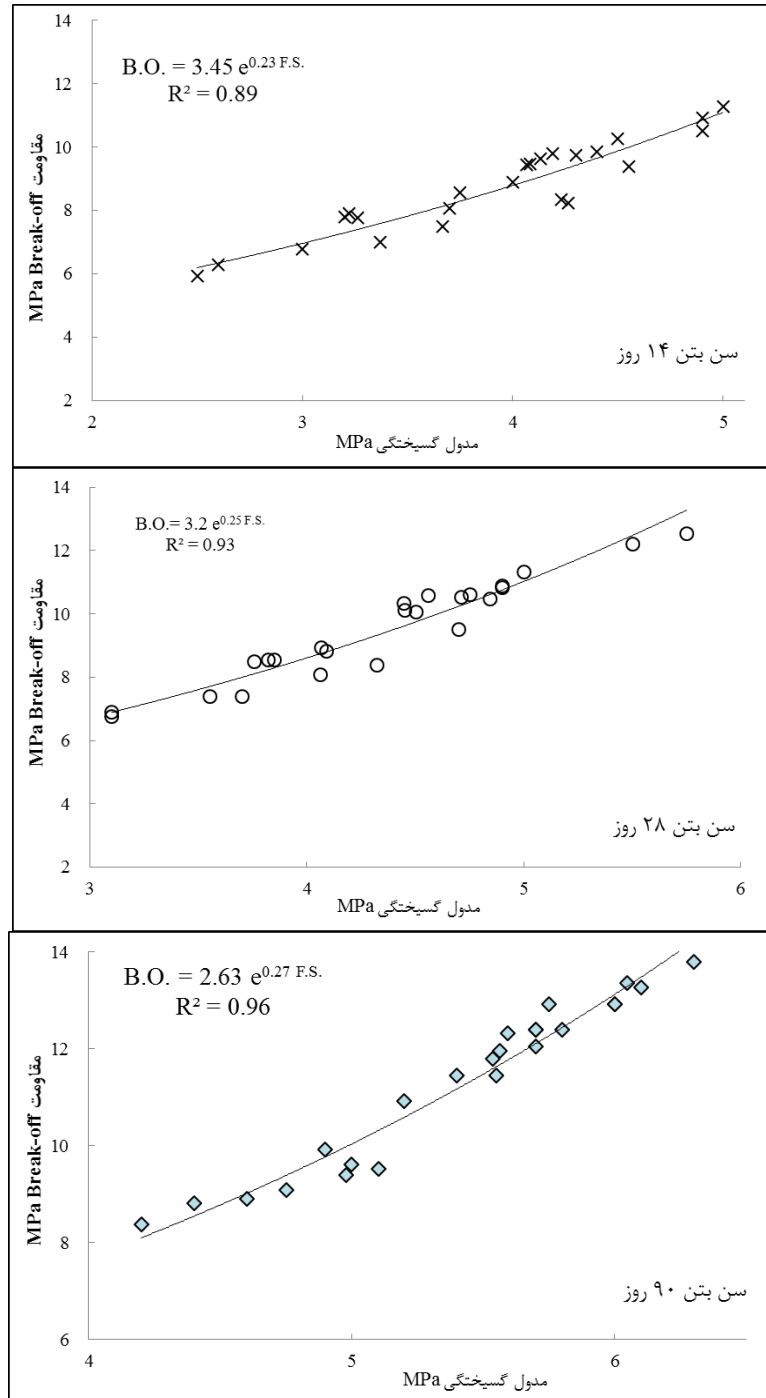 14
12
10
8
6
4
2
B.O. = 3.45 e^0.23 F.S.
R² = 0.89
مقاومت MPa Break-off
سن بتن ۱۴ روز
2 3 4 5
مدول گسیختگی MPa
14
12
10
8
6
4
2
B.O.= 3.2 e^0.25 F.S.
R² = 0.93
مقاومت MPa Break-off
سن بتن ۲۸ روز
3 4 5 6
مدول گسیختگی MPa
14
12
10
8
6
B.O. = 2.63 e^0.27 F.S.
R² = 0.96
مقاومت MPa Break-off
سن بتن ۹۰ روز
4 5 6
مدول گسیختگی MPa